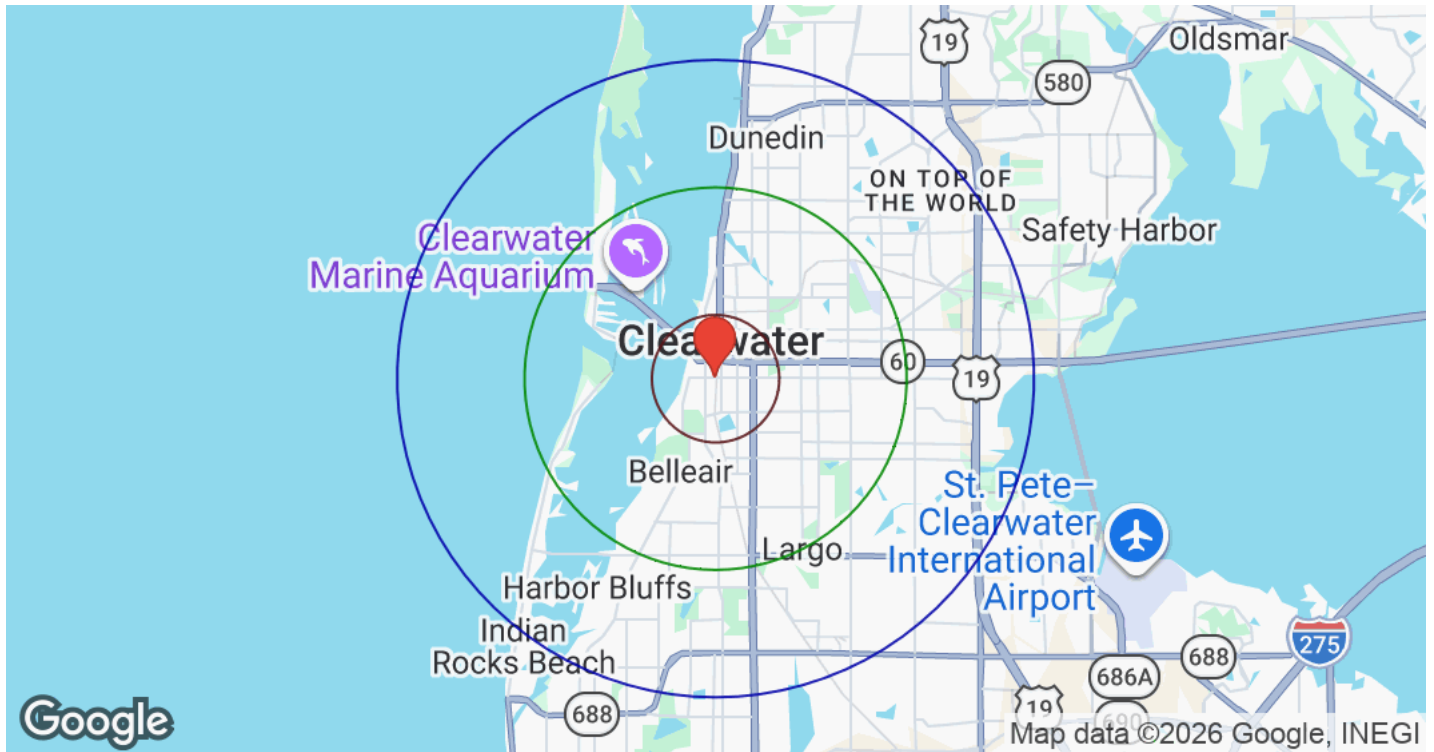 19
Oldsmar
580
Dunedin
ON TOP OF
THE WORLD
Safety Harbor
Clearwater
Marine Aquarium
Clearwater
60
19
Belleair
St. Pete–
Clearwater
International
Airport
Largo
Harbor Bluffs
Indian
Rocks Beach
275
688
686A
688
19
690
Google
Map data ©2026 Google, INEGI